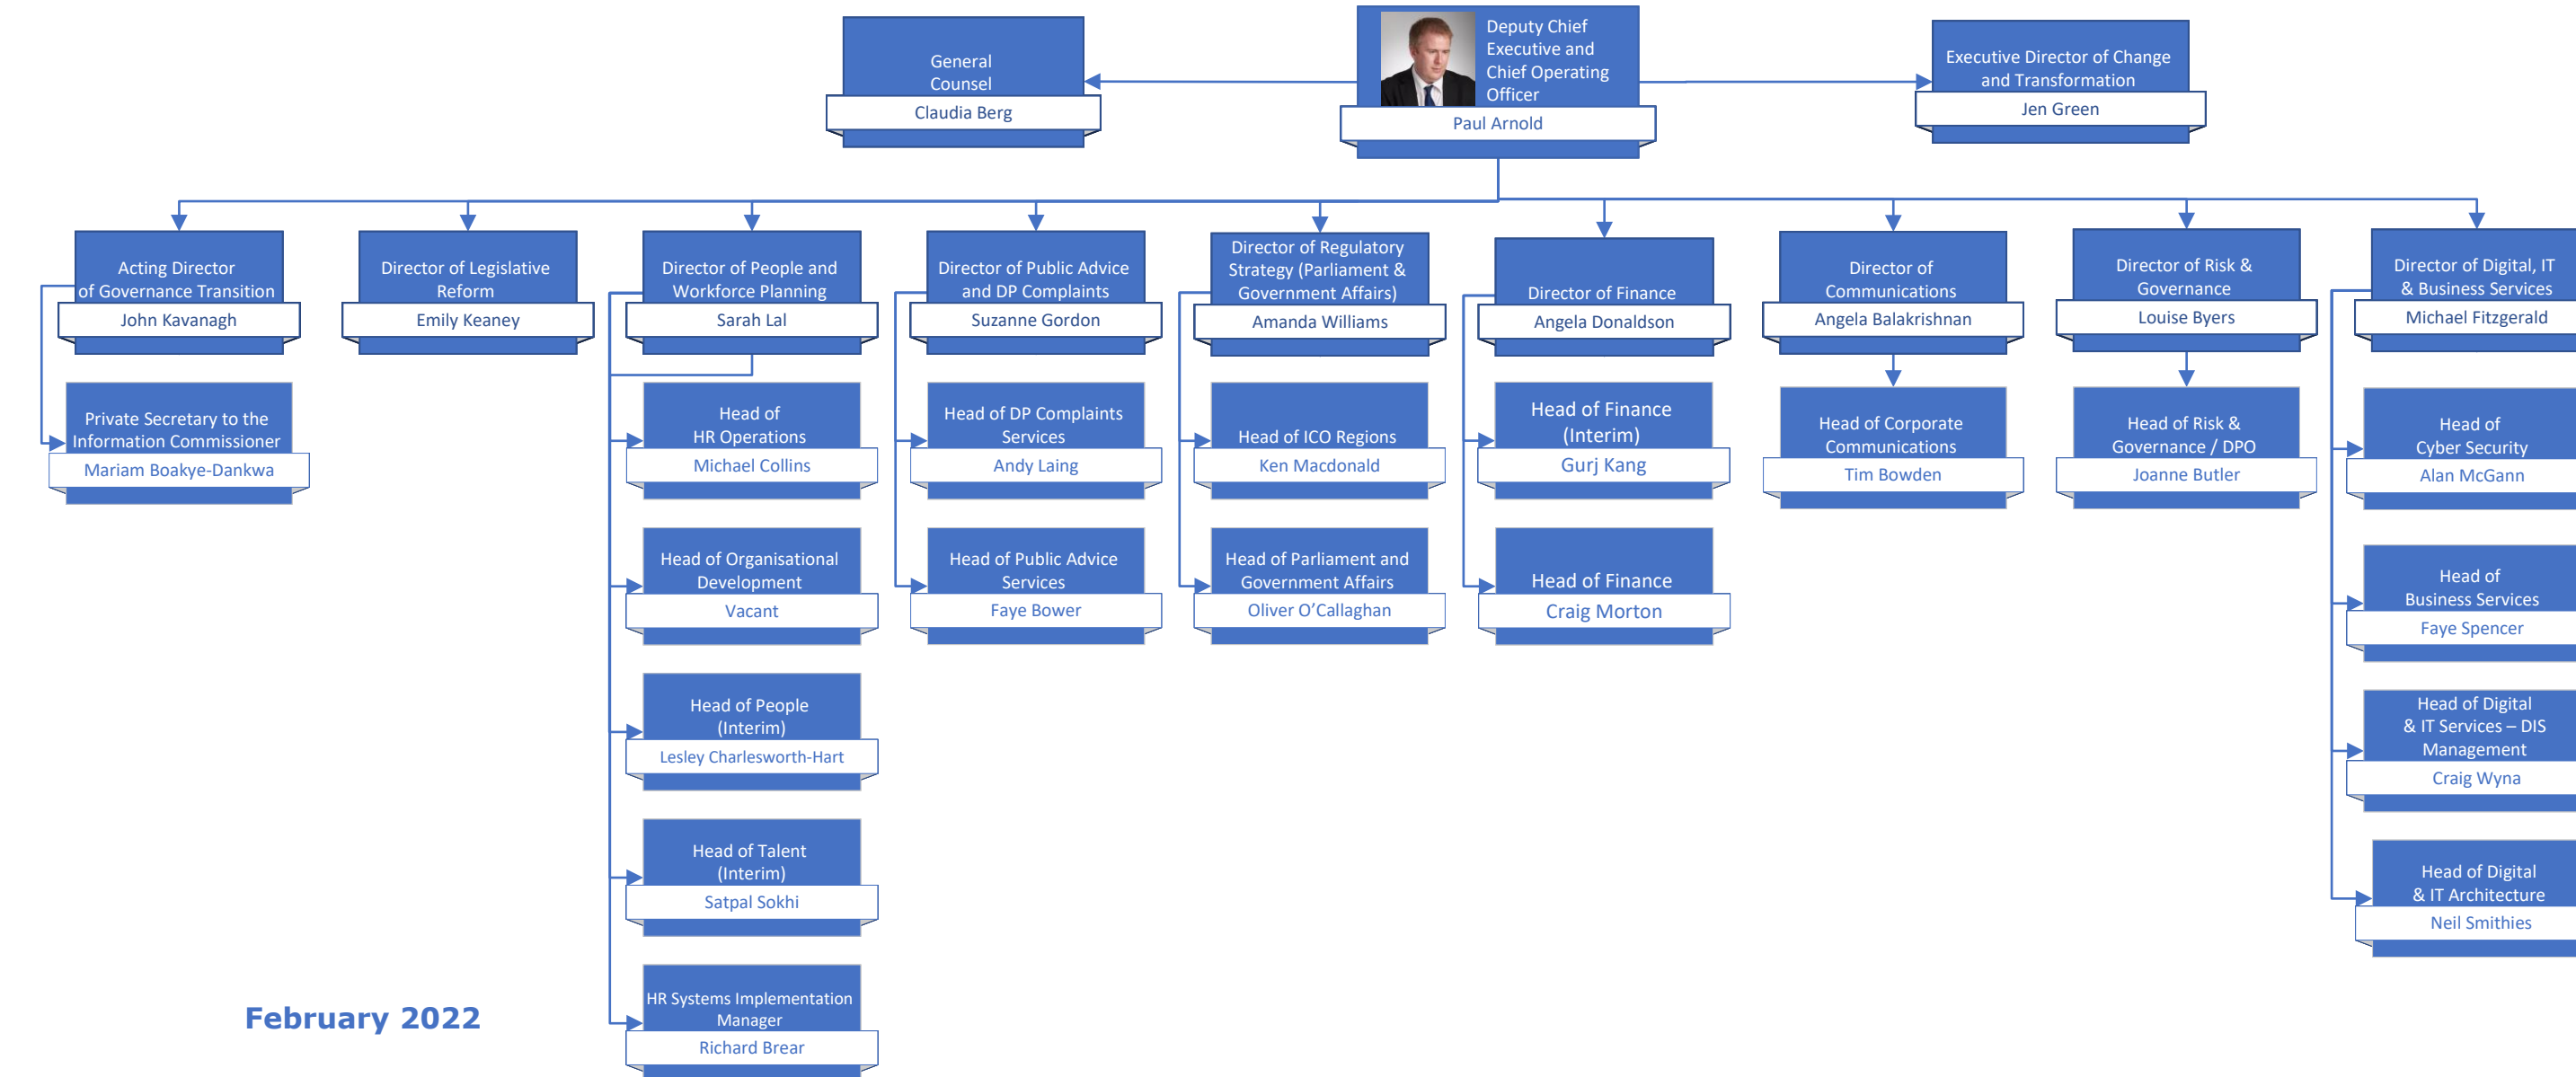 General
Counsel
Claudia Berg
Deputy Chief
Executive and
Chief Operating
Officer
Paul Arnold
Executive Director of Change
and Transformation
Jen Green
Acting Director
of Governance Transition
John Kavanagh
Director of Legislative
Reform
Emily Keaney
Director of People and
Workforce Planning
Sarah Lal
Director of Public Advice
and DP Complaints
Suzanne Gordon
Director of Regulatory
Strategy (Parliament &
Government Affairs)
Amanda Williams
Director of Finance
Angela Donaldson
Director of
Communications
Angela Balakrishnan
Director of Risk &
Governance
Louise Byers
Director of Digital, IT
& Business Services
Michael Fitzgerald
Private Secretary to the
Information Commissioner
Mariam Boakye-Dankwa
Head of
HR Operations
Michael Collins
Head of DP Complaints
Services
Andy Laing
Head of ICO Regions
Ken Macdonald
Head of Finance
(Interim)
Gurj Kang
Head of Corporate
Communications
Tim Bowden
Head of Risk &
Governance / DPO
Joanne Butler
Head of
Cyber Security
Alan McGann
Head of Organisational
Development
Vacant
Head of Public Advice
Services
Faye Bower
Head of Parliament and
Government Affairs
Oliver O’Callaghan
Head of Finance
Craig Morton
Head of
Business Services
Faye Spencer
Head of People
(Interim)
Lesley Charlesworth-Hart
Head of Digital
& IT Services – DIS
Management
Craig Wyna
Head of Talent
(Interim)
Satpal Sokhi
Head of Digital
& IT Architecture
Neil Smithies
HR Systems Implementation
Manager
Richard Brear
February 2022